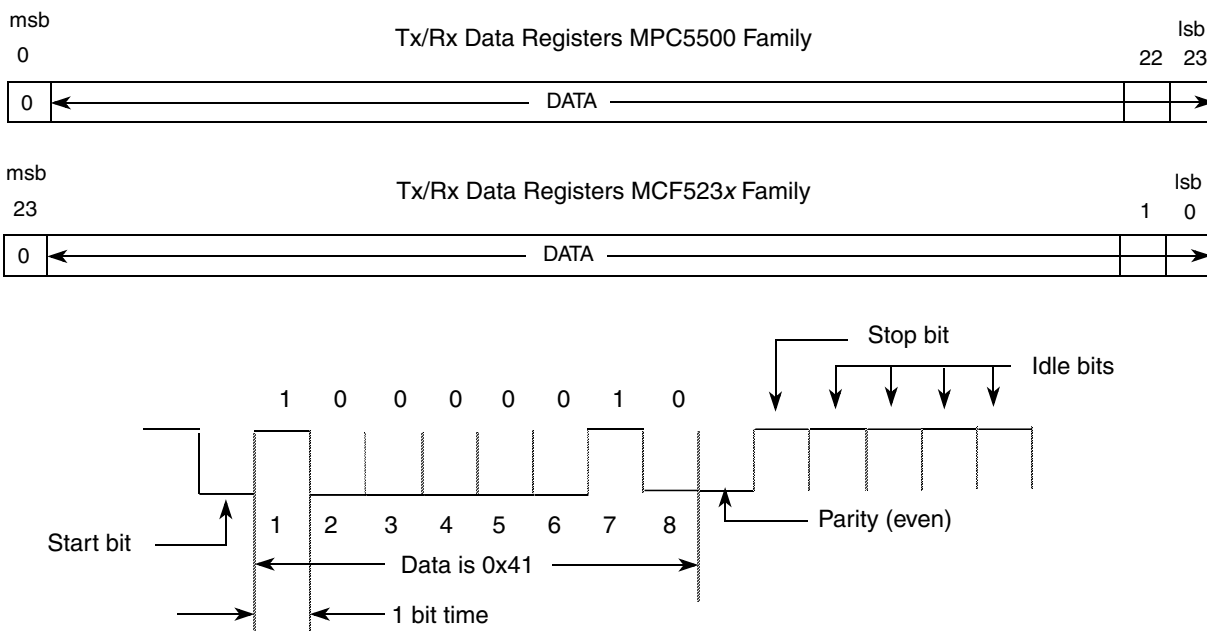 msb
Tx/Rx Data Registers MPC5500 Family
lsb
0
22 23
0
DATA
msb
Tx/Rx Data Registers MCF523x Family
lsb
23
1 0
0
DATA
Stop bit
Idle bits
1 0 0 0 0 0 1 0
Start bit
1 2 3 4 5 6 7 8
Parity (even)
Data is 0x41
1 bit time